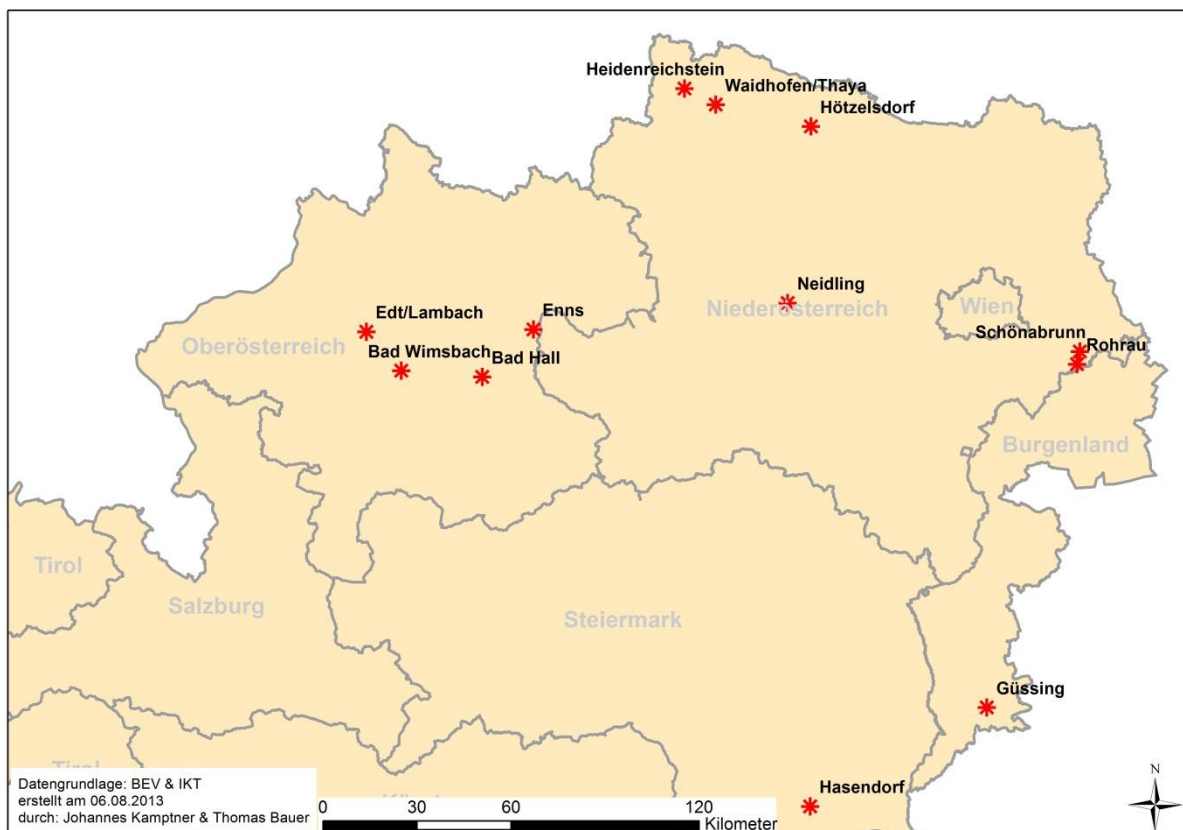 Heidenreichstein
Waidhofen/Thaya
Hötzelsdorf
Neidling
Niederösterreich
Wien
Edt/Lambach
Enns
Oberösterreich
Bad Wimsbach
Bad Hall
Schönabrunn
Rohrau
Burgenland
Tirol
Salzburg
Steiermark
Güssing
Tirol
Hasendorf
Datengrundlage: BEV & IKT
erstellt am 06.08.2013
durch: Johannes Kamptner & Thomas Bauer
0 30 60 120
Kilometer
N